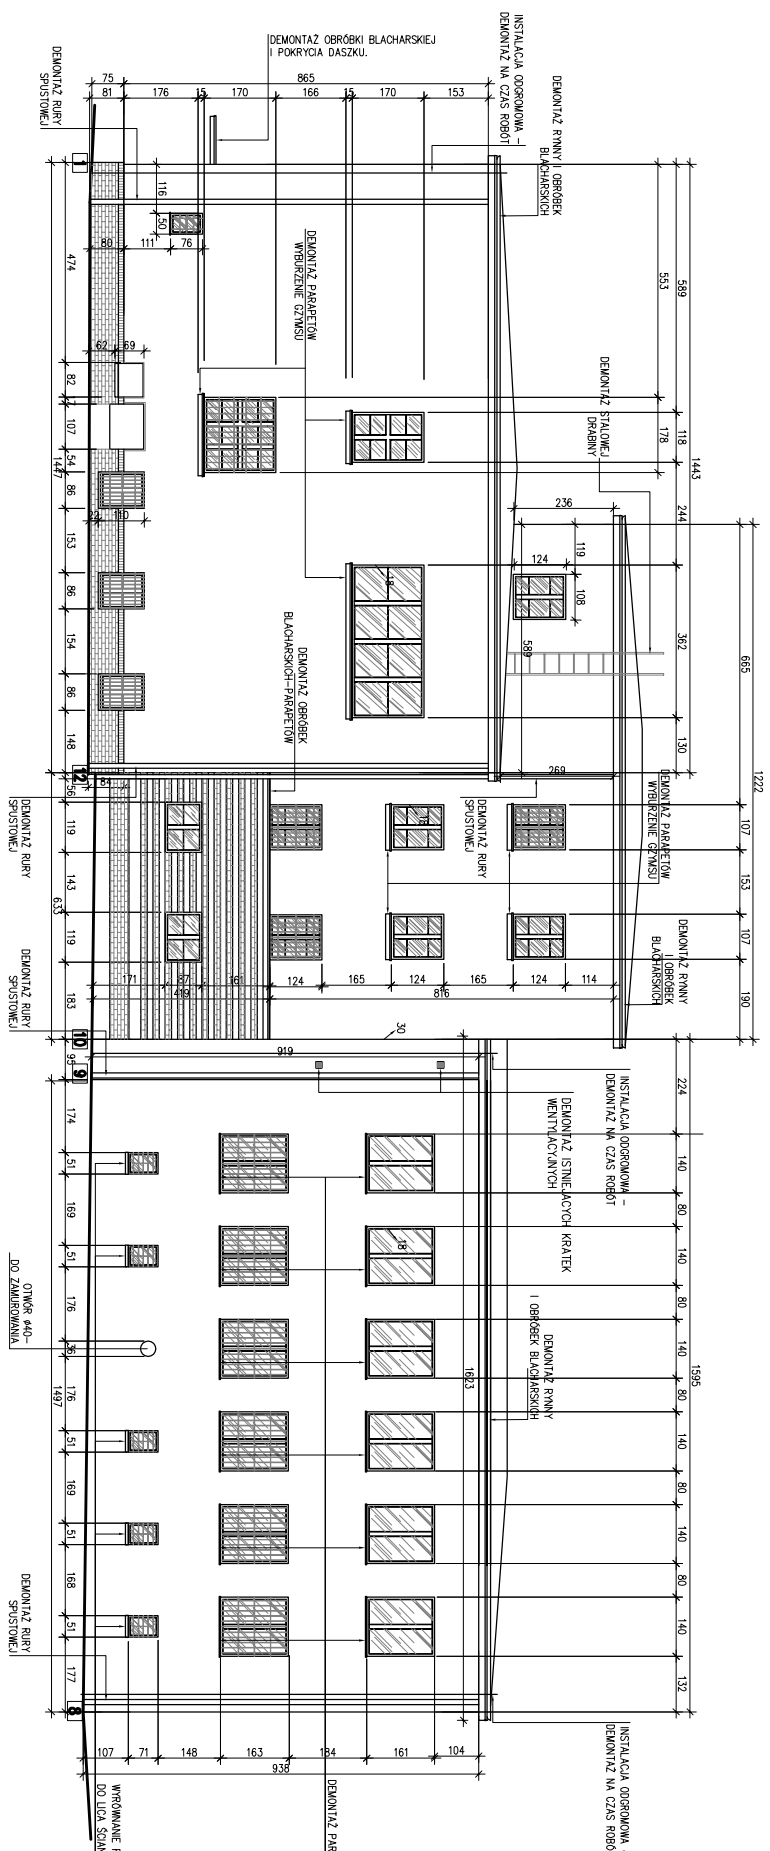 DEMONTAŻ OBRÓBKI BLACHARSKIEJ
I POKRYCIA DASZKU.
INSTALACJA ODGROMOWA –
DEMONTAŻ NA CZAS ROBÓT
DEMONTAŻ RYNNY I OBRÓBEK
BLACHARSKICH
DEMONTAŻ RURY
SPUSTOWEJ
DEMONTAŻ PARAPETÓW
WYBURZENIE GZYMSU
DEMONTAŻ STALOWEJ
DRABINY
DEMONTAŻ OBRÓBEK
BLACHARSKICH–PARAPETÓW
DEMONTAŻ RURY
SPUSTOWEJ
DEMONTAŻ RURY
SPUSTOWEJ
DEMONTAŻ PARAPETÓW
WYBURZENIE GZYMSU
DEMONTAŻ RYNNY
I OBRÓBEK
BLACHARSKICH
DEMONTAŻ RURY
SPUSTOWEJ
INSTALACJA ODGROMOWA –
DEMONTAŻ NA CZAS ROBÓT
DEMONTAŻ ISTNIEJĄCYCH KRATEK
WENTYLACYJNYCH
DEMONTAŻ RYNNY
I OBRÓBEK BLACHARSKICH
OTWÓR ø40–
DO ZAMUROWANIA
DEMONTAŻ RURY
SPUSTOWEJ
INSTALACJA ODGROMOWA –
DEMONTAŻ NA CZAS ROBÓ
DEMONTAŻ PAR
WYRÓWNANIE
DO LICA ŚCIAN
75 865
81 176 15 170 166 15 170 153
1443
589 118 244 362 130
553 178
116 50
80 111 76
62 69
22 110
474 82 107 54 86 153 86 154 86 148
1447
236
119 108
124
589
18
269
1222
665 107 153 107 190
84
56 119 143 119 183
633
171 87 161 124 165 124 165 124 114
419 816
18
30
919
95
1595
224 140 80 140 80 140 80 140 80 140 80 140 132
1623
18
174 51 169 51 176 36 176 51 169 51 168 51 177
1497
107 71 148 163 184 161 104
938
1
12
10
9
8